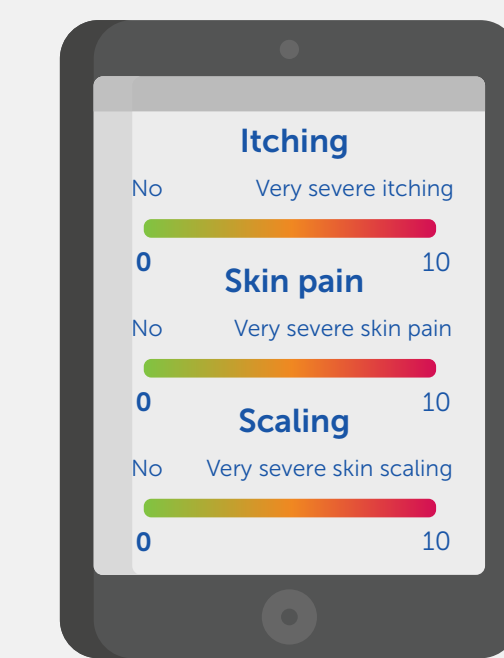 Itching
No Very severe itching
0 10
Skin pain
No Very severe skin pain
0 10
Scaling
No Very severe skin scaling
0 10